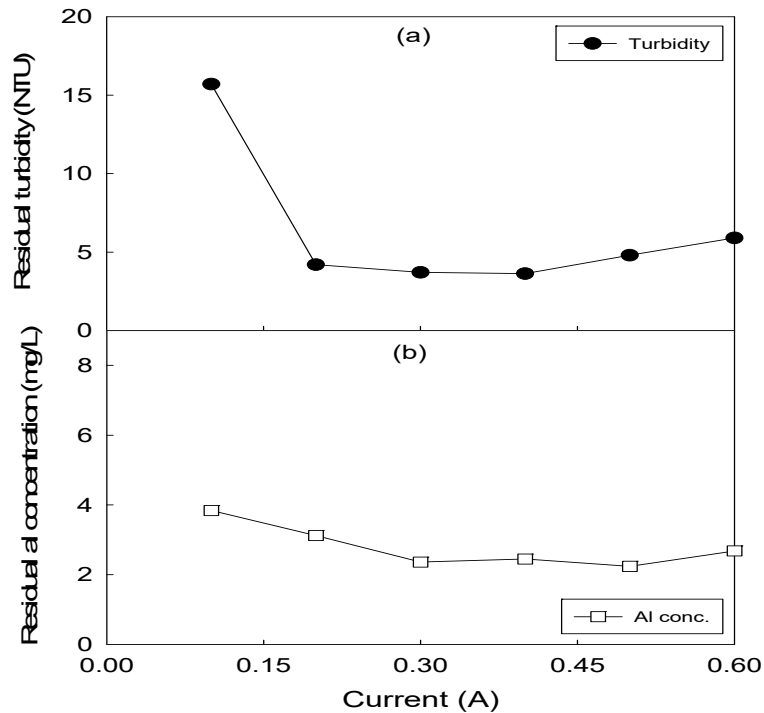 (a)
Turbidity
20
15
10
5
0
Residual turbidity (NTU)
(b)
8
6
4
2
0
Residual al concentration (mg/L)
Al conc.
0.00 0.15 0.30 0.45 0.60
Current (A)